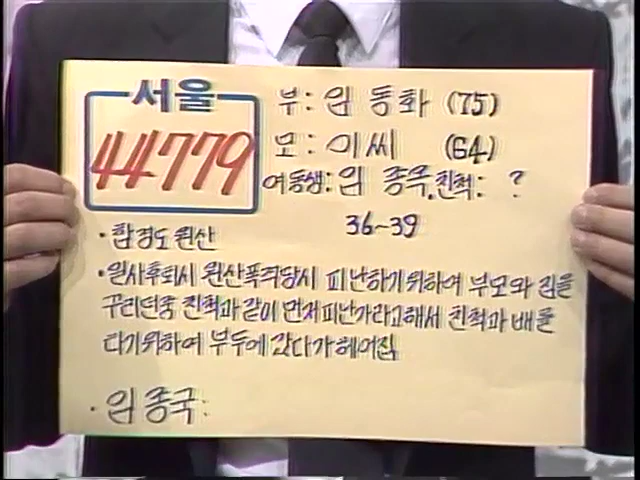 서울
44779
부: 임동화 (75)
모: 이씨 (64)
여동생: 임종옥, 친척: ?
36~39
·함경도 원산
·일사후퇴시 원산폭격당시 피난하기위하여 부모와 짐을
꾸리던중 친척과 같이 먼저피난가라고해서 친척과 배를
타기위하여 부두에 갔다가헤어짐
·임종국: